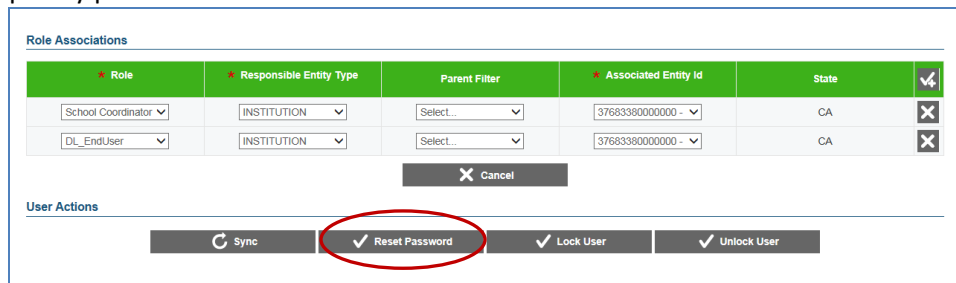 Role Associations
* Role * Responsible Entity Type Parent Filter * Associated Entity Id State
School Coordinator INSTITUTION Select... 37683380000000 - CA
DL_EndUser INSTITUTION Select... 37683380000000 - CA
Cancel
User Actions
Sync Reset Password Lock User Unlock User